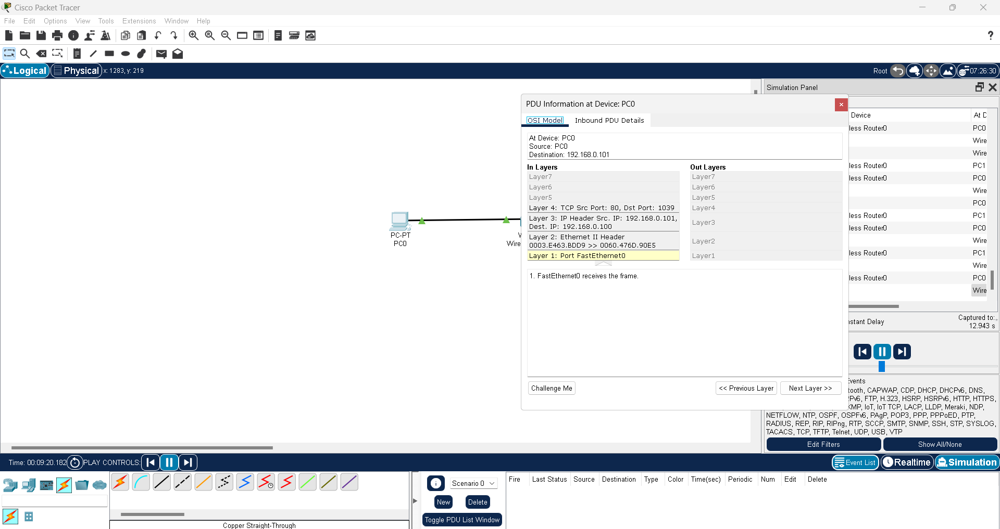 Cisco Packet Tracer
File Edit Options View Tools Extensions Window Help
?
Logical Physical x: 1283, y: 219 Root 07:26:30
Simulation Panel
PDU Information at Device: PC0
OSI Model Inbound PDU Details
At Device: PC0
Source: PC0
Destination: 192.168.0.101
In Layers Out Layers
Layer7 Layer7
Layer6 Layer6
Layer5 Layer5
Layer 4: TCP Src Port: 80, Dst Port: 1039 Layer4
Layer 3: IP Header Src. IP: 192.168.0.101, Dest. IP: 192.168.0.100 Layer3
Layer 2: Ethernet II Header 0003.E463.BDD9 >> 0060.476D.90E5 Layer2
Layer 1: Port FastEthernet0 Layer1
1. FastEthernet0 receives the frame.
Challenge Me << Previous Layer Next Layer >>
PC-PT
PC0
W
Wire
Device At D
less Router0 PC0
Wire
Wire
less Router0 PC1
less Router0 PC0
Wire
PC0
less Router0 PC1
less Router0 PC0
Wire
less Router0 PC1
Wire
less Router0 PC0
Wire
nstant Delay Captured to:
12.943 s
Events
tooth, CAPWAP, CDP, DHCP, DHCPv6, DNS,
RPv6, FTP, H.323, HSRP, HSRPv6, HTTP, HTTPS,
KMP, IoT, IoT TCP, LACP, LLDP, Meraki, NDP,
NETFLOW, NTP, OSPF, OSPFv6, PAgP, POP3, PPP, PPPoED, PTP,
RADIUS, REP, RIP, RIPng, RTP, SCCP, SMTP, SNMP, SSH, STP, SYSLOG,
TACACS, TCP, TFTP, Telnet, UDP, USB, VTP
Edit Filters Show All/None
Time: 00:09:20.182 PLAY CONTROLS: Event List Realtime Simulation
Scenario 0
New Delete
Toggle PDU List Window
Fire Last Status Source Destination Type Color Time(sec) Periodic Num Edit Delete
Copper Straight-Through